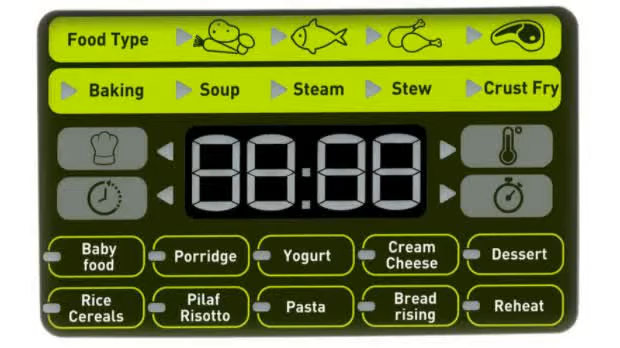 Food Type
Baking Soup Steam Stew Crust Fry
88:88
Baby
food
Porridge
Yogurt
Cream
Cheese
Dessert
Rice
Cereals
Pilaf
Risotto
Pasta
Bread
rising
Reheat